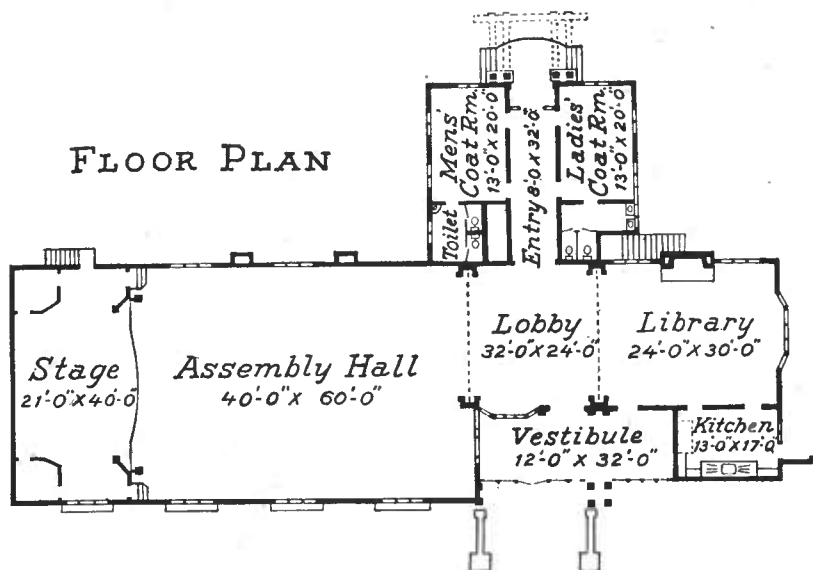 FLOOR PLAN
Mens'
Coat Rm.
13'-0" X 20'-0"
Entry 8'-0 X 32'-0"
Ladies'
Coat Rm.
13'-0" X 20'-0"
Toilet
Stage
21'-0" X 40'-0"
Assembly Hall
40'-0" X 60'-0"
Lobby
32'-0" X 24'-0"
Library
24'-0" X 30'-0"
Vestibule
12'-0" X 32'-0"
Kitchen
13'-0" X 17'-0"